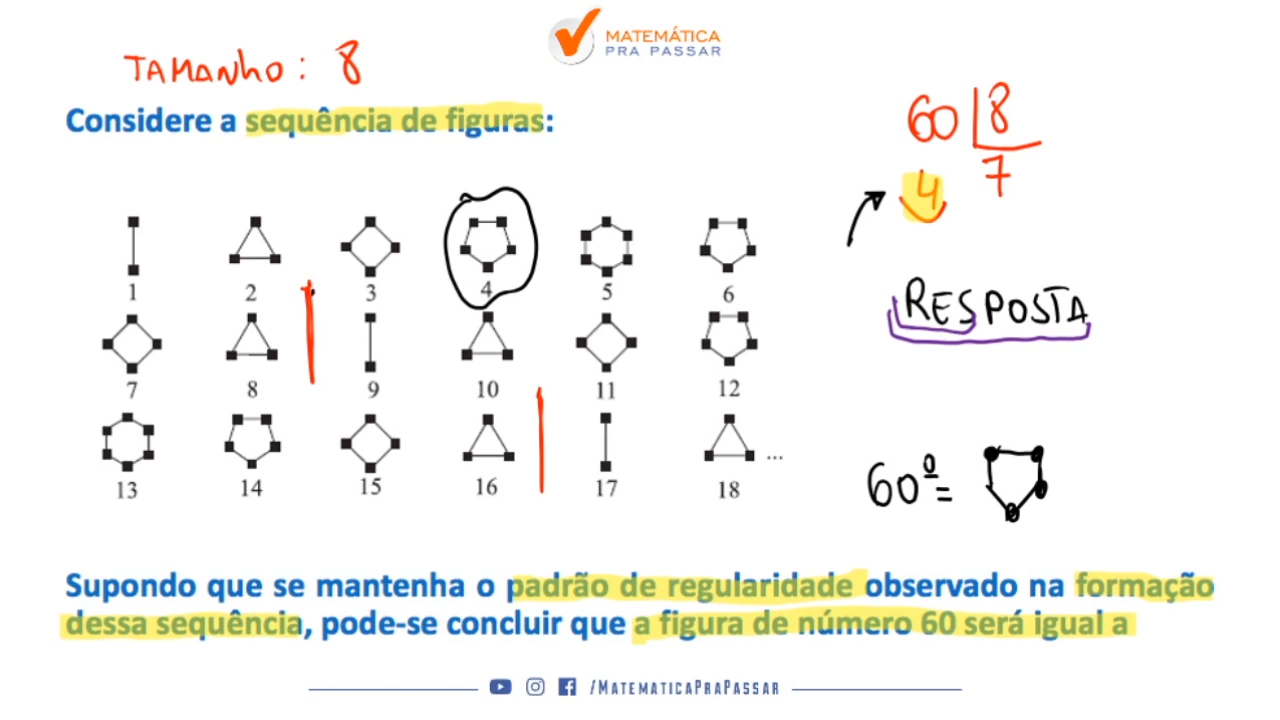 MATEMÁTICA
PRA PASSAR
TAMANHO: 8
Considere a sequência de figuras:
60 8
4 7
1 2 3 4 5 6
RESPOSTA
7 8 9 10 11 12
13 14 15 16 17 18 ...
60º =
Supondo que se mantenha o padrão de regularidade observado na formação
dessa sequência, pode-se concluir que a figura de número 60 será igual a
/MATEMATICAPRAPASSAR